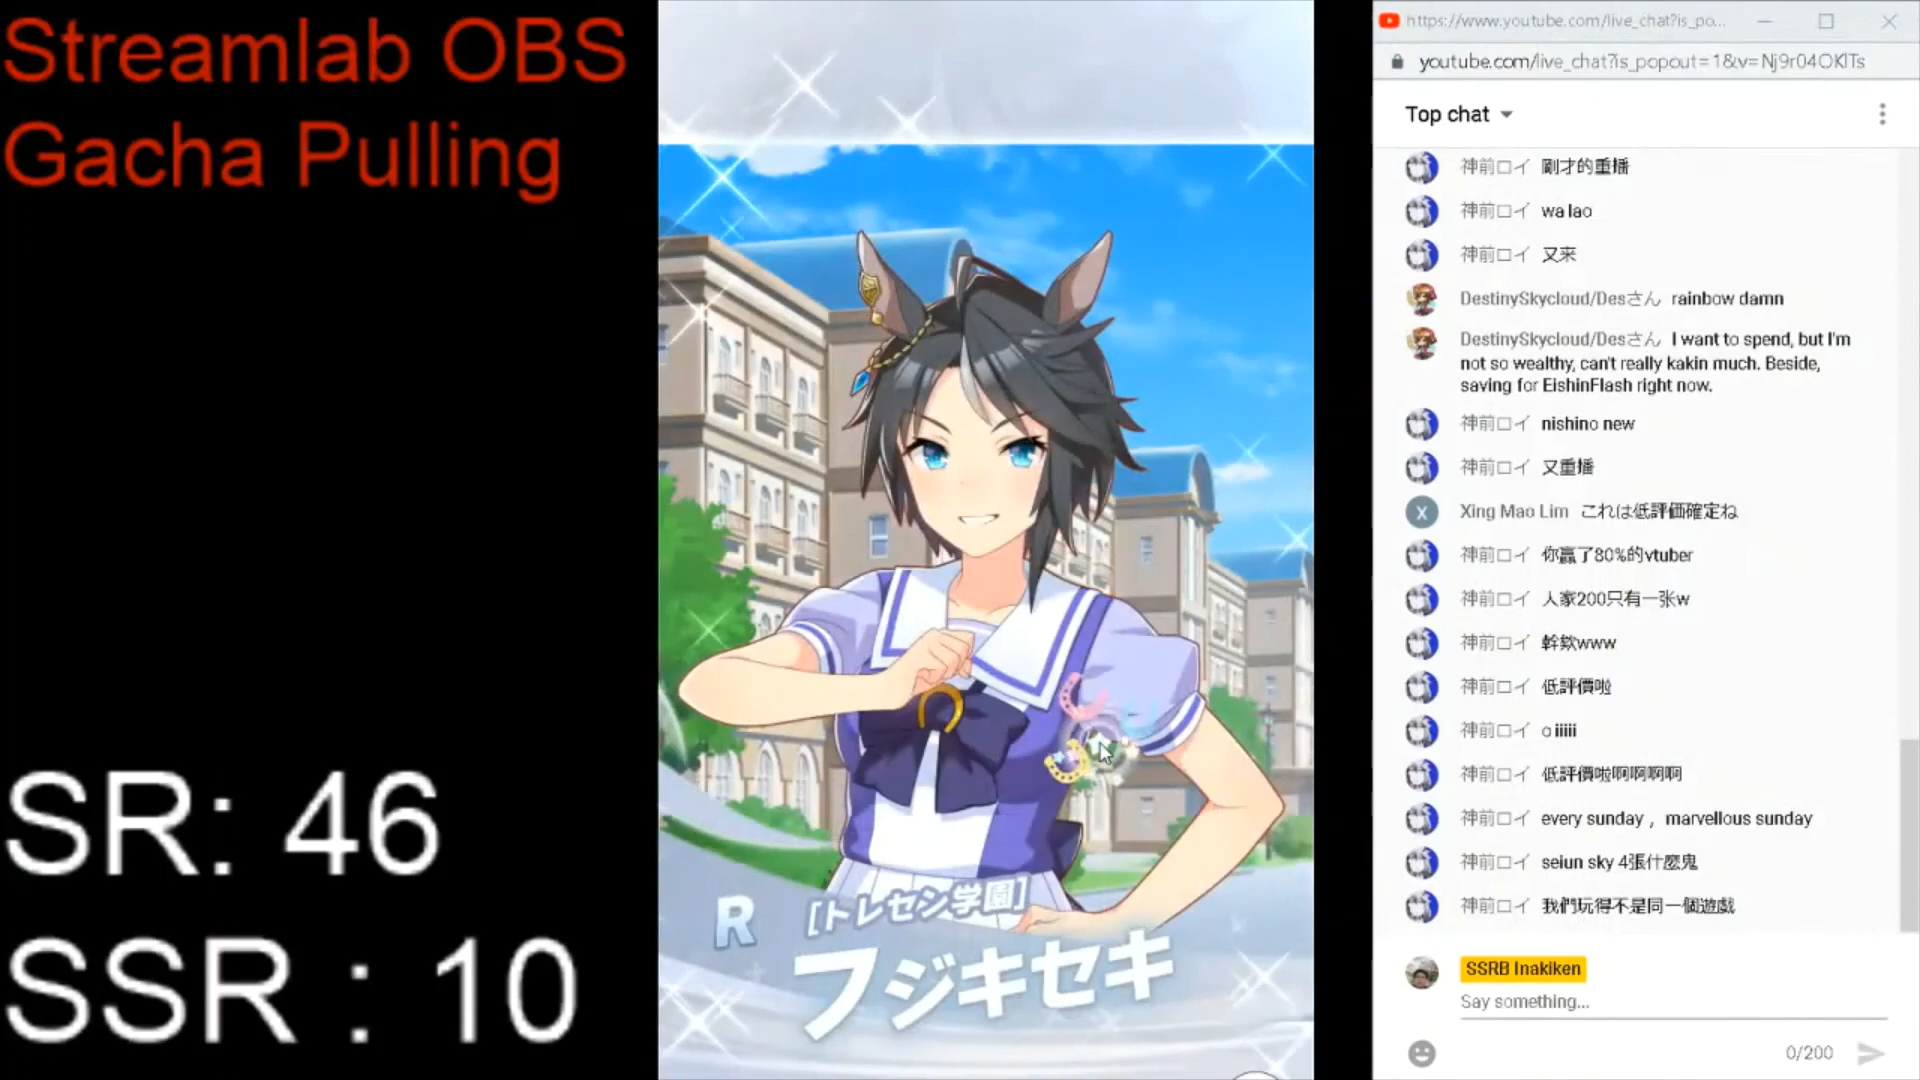 Streamlab OBS
Gacha Pulling
SR: 46
SSR : 10
R
[トレセン学園]
フジキセキ
https://www.youtube.com/live_chat?is_po...
youtube.com/live_chat?is_popout=1&v=Nj9r04OKlTs
Top chat
神前ロイ 剛才的重播
神前ロイ wa lao
神前ロイ 又来
DestinySkycloud/Desさん rainbow damn
DestinySkycloud/Desさん I want to spend, but I'm
not so wealthy, can't really kakin much. Beside,
saving for EishinFlash right now.
神前ロイ nishino new
神前ロイ 又重播
X
Xing Mao Lim これは低評価確定ね
神前ロイ 你贏了80%的vtuber
神前ロイ 人家200只有一张w
神前ロイ 幹欸www
神前ロイ 低評價啦
神前ロイ a iiiii
神前ロイ 低評價啦啊啊啊啊
神前ロイ every sunday , marvellous sunday
神前ロイ seiun sky 4張什麼鬼
神前ロイ 我們玩得不是同一個遊戲
SSRB Inakiken
Say something...
0/200